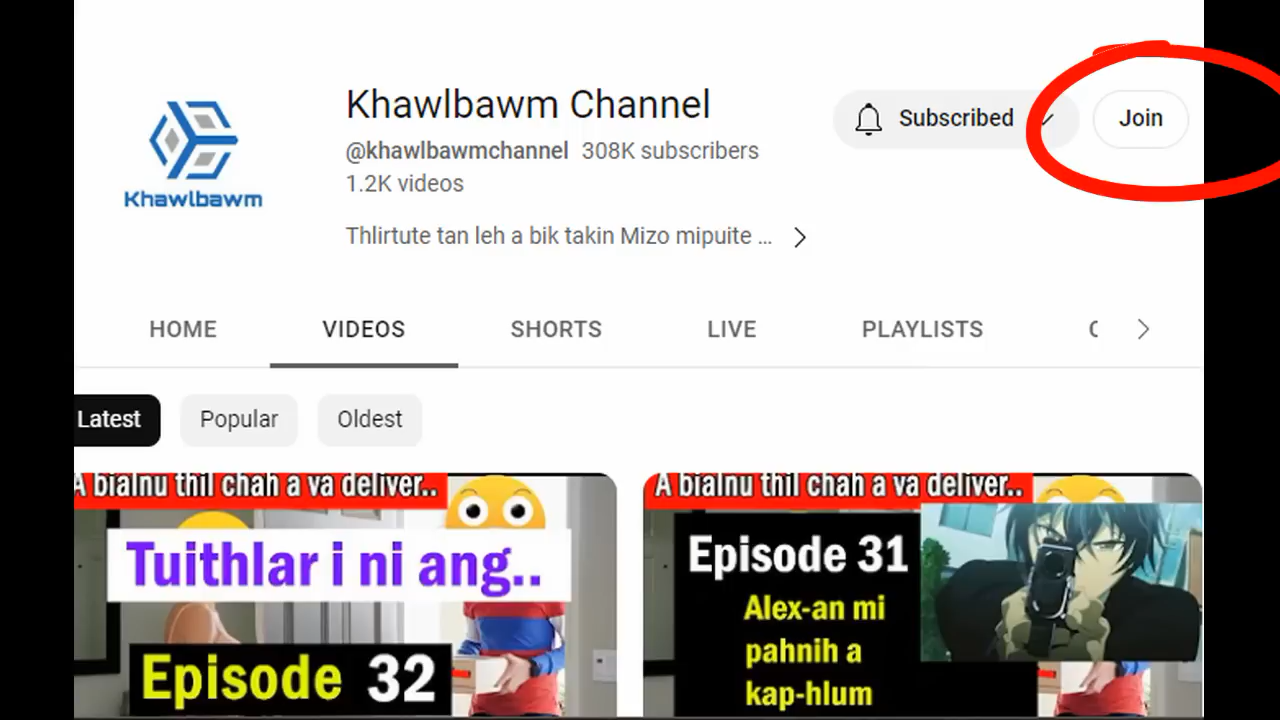 Khawlbawm
Khawlbawm Channel
@khawlbawmchannel 308K subscribers
1.2K videos
Thlirtute tan leh a bik takin Mizo mipuite ...
Subscribed
Join
HOME VIDEOS SHORTS LIVE PLAYLISTS
Latest Popular Oldest
A bialnu thil chah a va deliver..
Tuithlar i ni ang..
Episode 32
A bialnu thil chah a va deliver..
Episode 31
Alex-an mi
pahnih a
kap-hlum